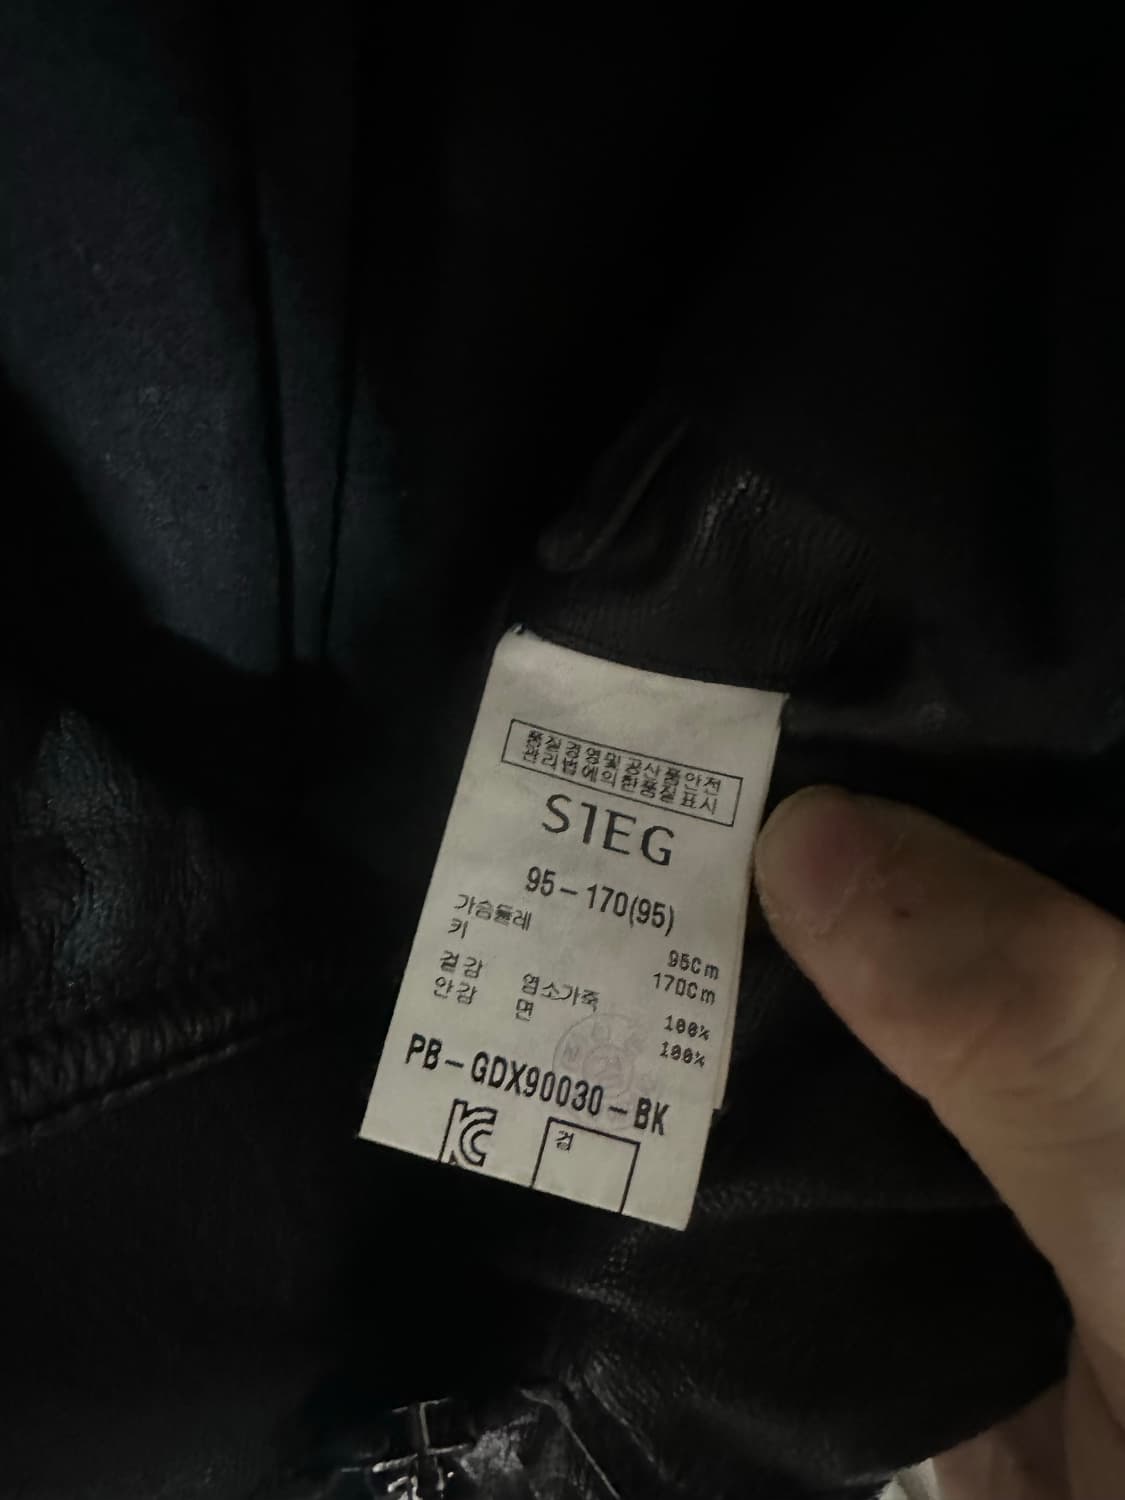 품질경영및공산품안전
관리법에의한품질표시
SIEG
95-170(95)
가슴둘레 95Cm
키 170Cm
겉감 염소가죽 100%
안감 면 100%
PB-GDX90030-BK
KC
검